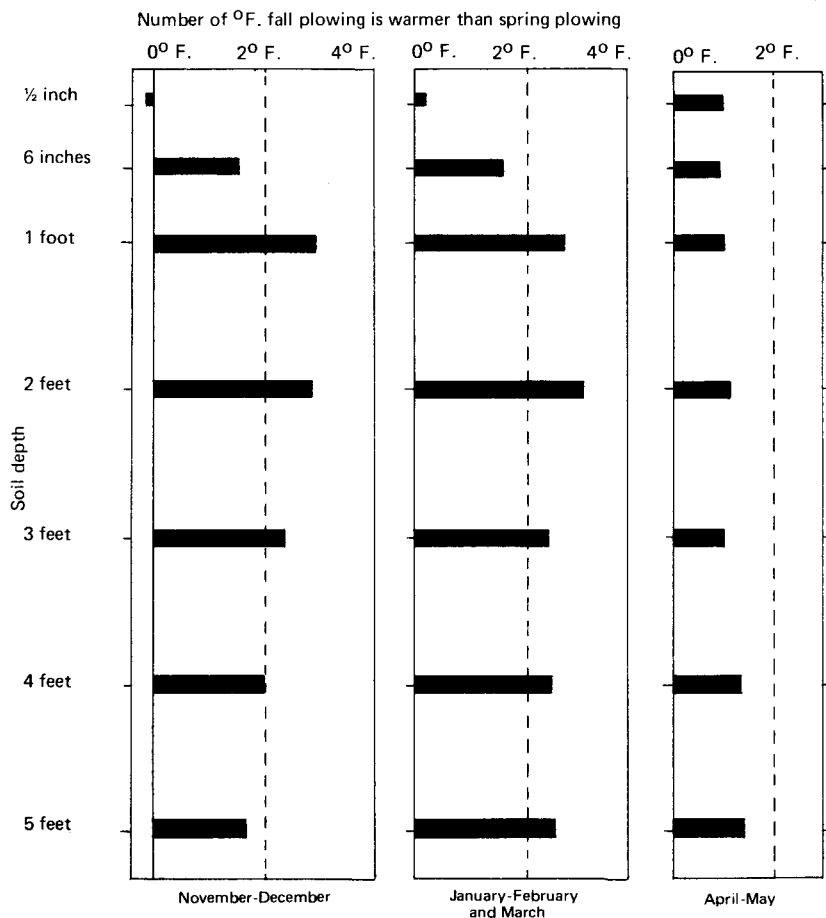 Number of °F. fall plowing is warmer than spring plowing
0° F. 2° F. 4° F. 0° F. 2° F. 4° F. 0° F. 2° F.
½ inch
6 inches
1 foot
2 feet
Soil depth
3 feet
4 feet
5 feet
November-December January-February and March April-May